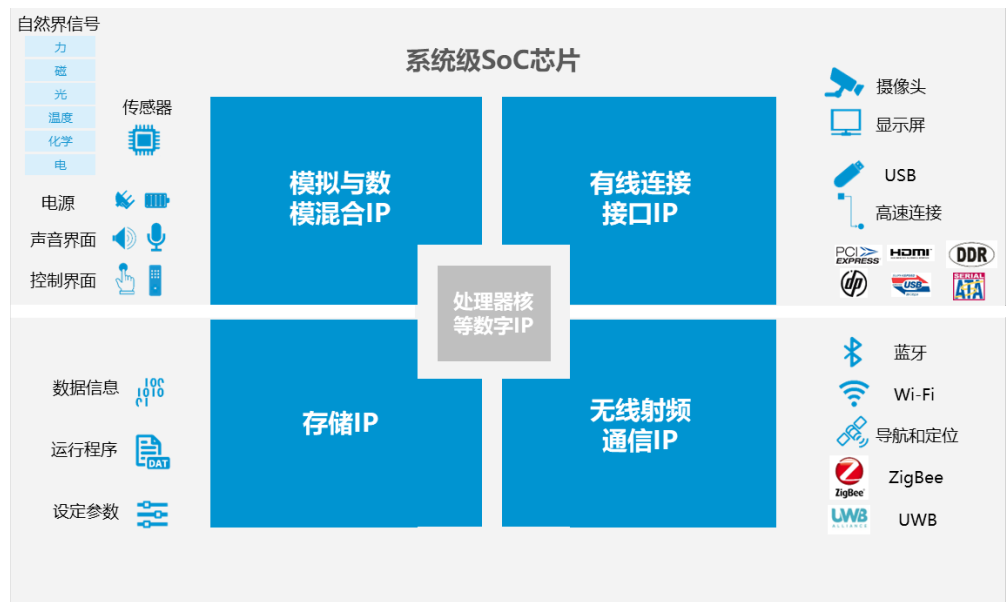 自然界信号
力
磁
光
温度
化学
电
传感器
电源
声音界面
控制界面
系统级SoC芯片
模拟与数
模混合IP
有线连接
接口IP
处理器核
等数字IP
存储IP
无线射频
通信IP
摄像头
显示屏
USB
高速连接
PCI
EXPRESS
HDMI
DDR
hp
USB
SERIAL
ATA
数据信息
运行程序
DAT
设定参数
蓝牙
Wi-Fi
导航和定位
ZigBee
ZigBee
UWB
ALLIANCE
UWB